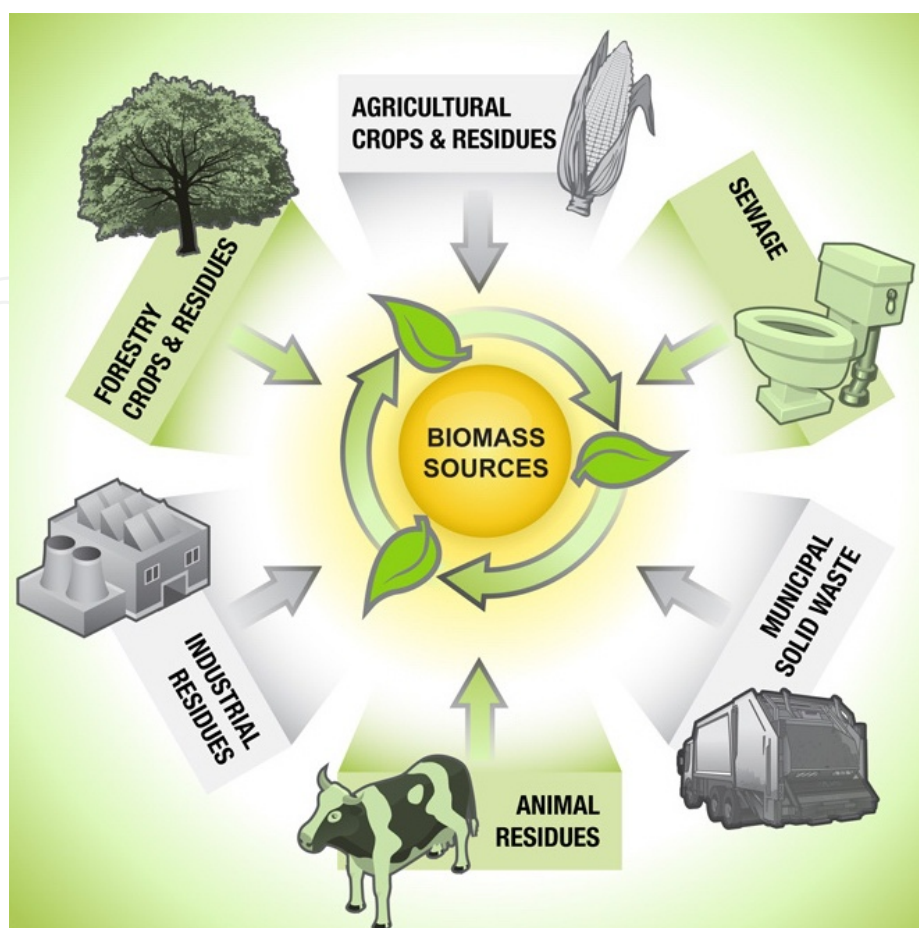 AGRICULTURAL
CROPS & RESIDUES
SEWAGE
FORESTRY
CROPS & RESIDUES
BIOMASS
SOURCES
MUNICIPAL
SOLID WASTE
INDUSTRIAL
RESIDUES
ANIMAL
RESIDUES